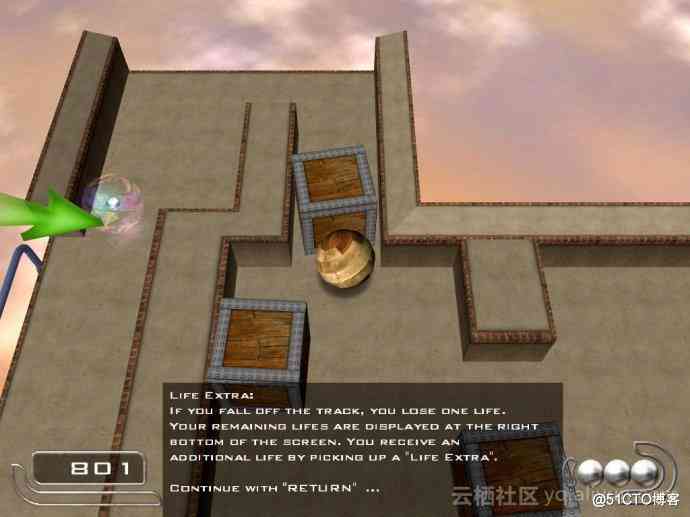 LIFE EXTRA:
IF YOU FALL OFF THE TRACK, YOU LOSE ONE LIFE.
YOUR REMAINING LIFES ARE DISPLAYED AT THE RIGHT
BOTTOM OF THE SCREEN. YOU RECEIVE AN
ADDITIONAL LIFE BY PICKING UP A "LIFE EXTRA".
CONTINUE WITH "RETURN" ...
801
云栖社区
@51CTO博客